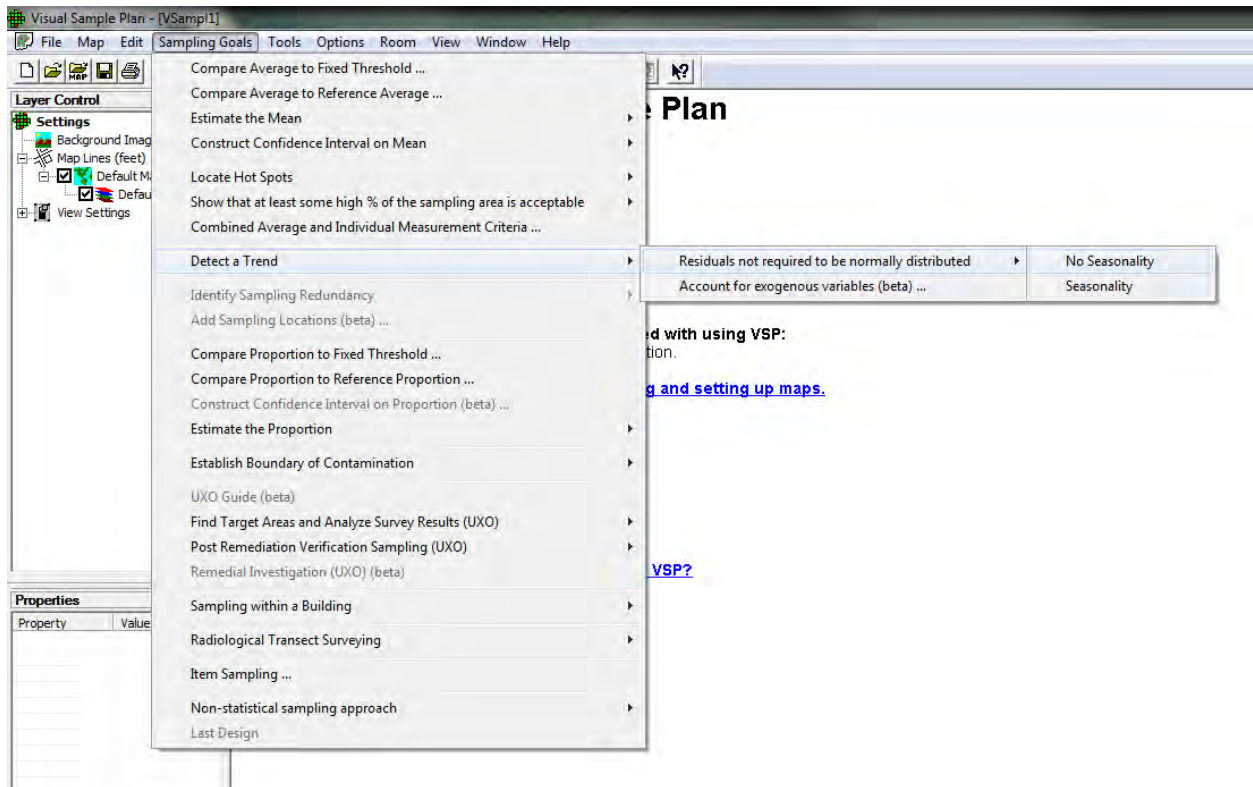 Visual Sample Plan - [VSampl1]
File Map Edit Sampling Goals Tools Options Room View Window Help
MAP
Layer Control
Settings
Background Imag
Map Lines (feet)
Default Ma
Defau
View Settings
Compare Average to Fixed Threshold ...
Compare Average to Reference Average ...
Estimate the Mean
Construct Confidence Interval on Mean
Locate Hot Spots
Show that at least some high % of the sampling area is acceptable
Combined Average and Individual Measurement Criteria ...
Detect a Trend
Identify Sampling Redundancy
Add Sampling Locations (beta) ...
Compare Proportion to Fixed Threshold ...
Compare Proportion to Reference Proportion ...
Construct Confidence Interval on Proportion (beta) ...
Estimate the Proportion
Establish Boundary of Contamination
UXO Guide (beta)
Find Target Areas and Analyze Survey Results (UXO)
Post Remediation Verification Sampling (UXO)
Remedial Investigation (UXO) (beta)
Sampling within a Building
Radiological Transect Surveying
Item Sampling ...
Non-statistical sampling approach
Last Design
Residuals not required to be normally distributed
Account for exogenous variables (beta) ...
No Seasonality
Seasonality
Plan
ed with using VSP:
tion.
g and setting up maps.
VSP?
Properties
Property Value